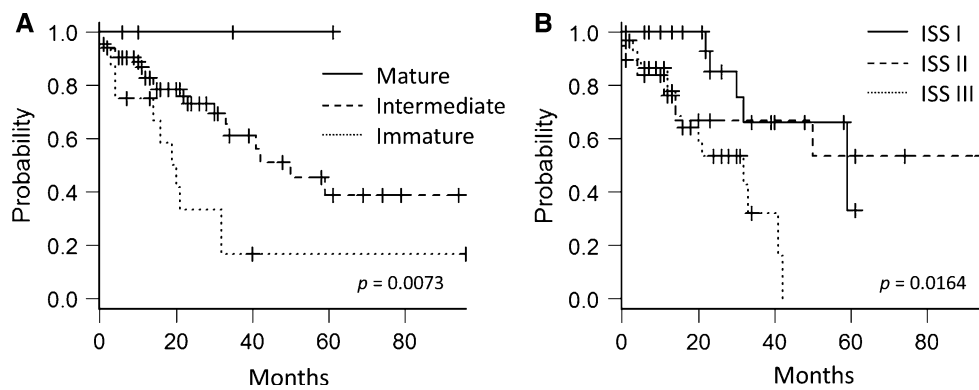 A
Probability
1.0
0.8
0.6
0.4
0.2
0.0
Mature
Intermediate
Immature
p = 0.0073
0 20 40 60 80
Months
B
Probability
1.0
0.8
0.6
0.4
0.2
0.0
ISS I
ISS II
ISS III
p = 0.0164
0 20 40 60 80
Months